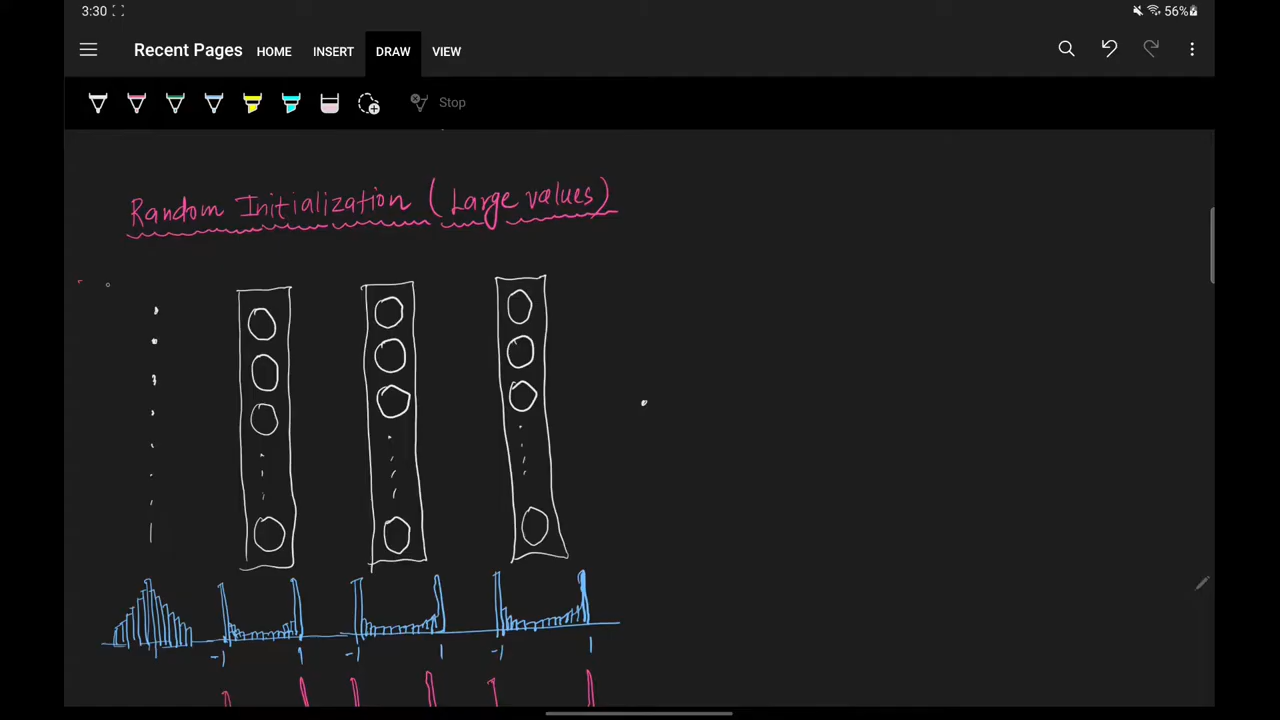 3:30 56%
Recent Pages HOME INSERT DRAW VIEW
Stop
Random Initialization (Large values)
-1 1 -1 1 -1 1